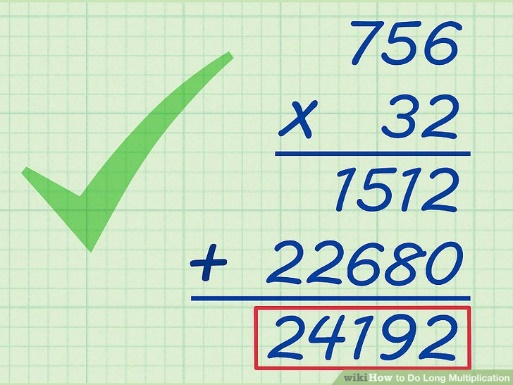 756
x 32
1512
+ 22680
24192
wikiHow to Do Long Multiplication